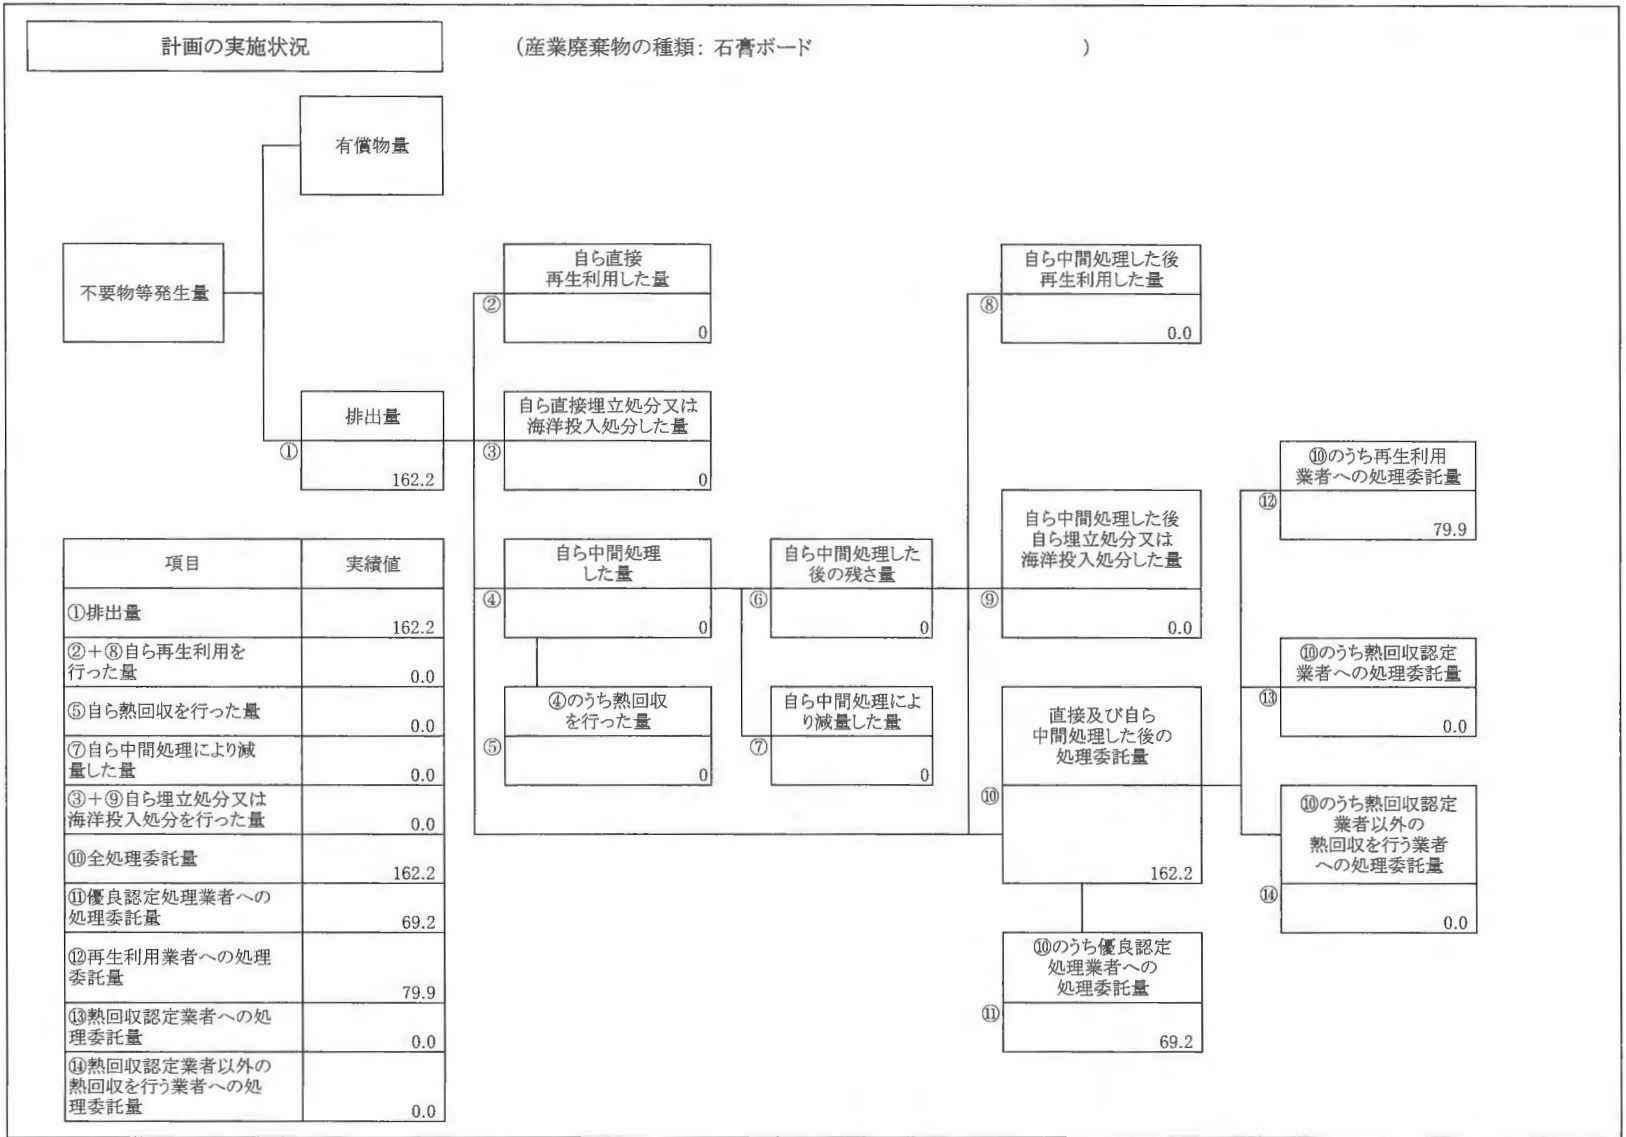 計画の実施状況
(産業廃棄物の種類: 石膏ボード )
有償物量
不要物等発生量
排出量
①
162.2
自ら直接
再生利用した量
②
0
自ら直接埋立処分又は
海洋投入処分した量
③
0
自ら中間処理
した量
④
0
④のうち熱回収
を行った量
⑤
0
自ら中間処理した
後の残さ量
⑥
0
自ら中間処理によ
り減量した量
⑦
0
自ら中間処理した後
再生利用した量
⑧
0.0
自ら中間処理した後
自ら埋立処分又は
海洋投入処分した量
⑨
0.0
直接及び自ら
中間処理した後の
処理委託量
⑩
162.2
⑩のうち優良認定
処理業者への
処理委託量
⑪
69.2
⑩のうち再生利用
業者への処理委託量
⑫
79.9
⑩のうち熱回収認定
業者への処理委託量
⑬
0.0
⑩のうち熱回収認定
業者以外の
熱回収を行う業者
への処理委託量
⑭
0.0
項目 実績値
①排出量
162.2
②+⑧自ら再生利用を
行った量
0.0
⑤自ら熱回収を行った量
0.0
⑦自ら中間処理により減
量した量
0.0
③+⑨自ら埋立処分又は
海洋投入処分を行った量
0.0
⑩全処理委託量
162.2
⑪優良認定処理業者への
処理委託量
69.2
⑫再生利用業者への処理
委託量
79.9
⑬熱回収認定業者への処
理委託量
0.0
⑭熱回収認定業者以外の
熱回収を行う業者への処
理委託量
0.0